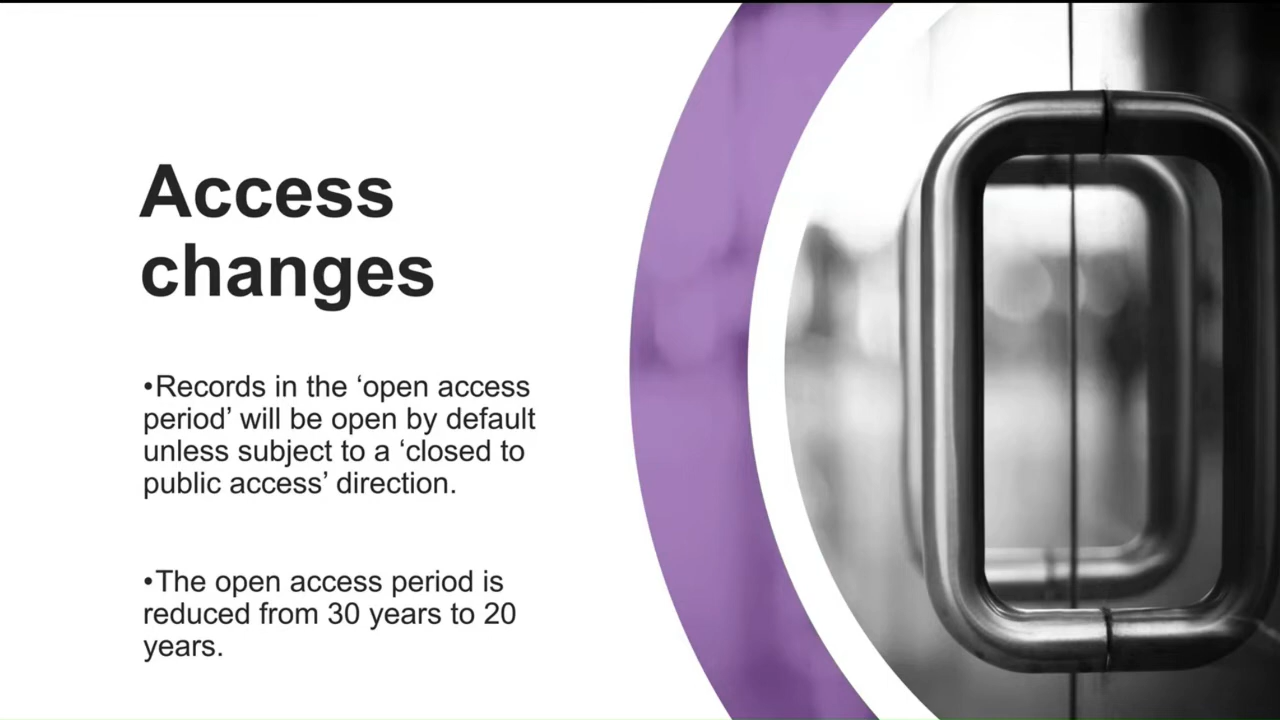 Access
changes
•Records in the ‘open access
period’ will be open by default
unless subject to a ‘closed to
public access’ direction.
•The open access period is
reduced from 30 years to 20
years.